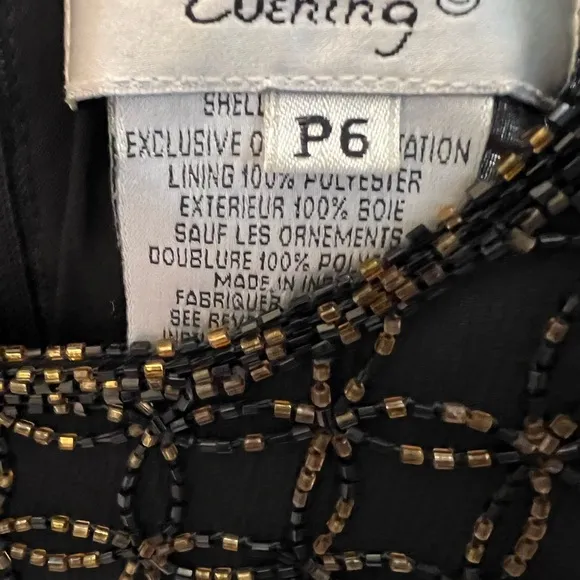 Evening ©
SHELL
P6
EXCLUSIVE O TATION
LINING 100% POLYESTER
EXTERIEUR 100% SOIE
SAUF LES ORNEMENTS
DOUBLURE 100% POLY
MADE IN IN
FABRIQUE
SEE REV